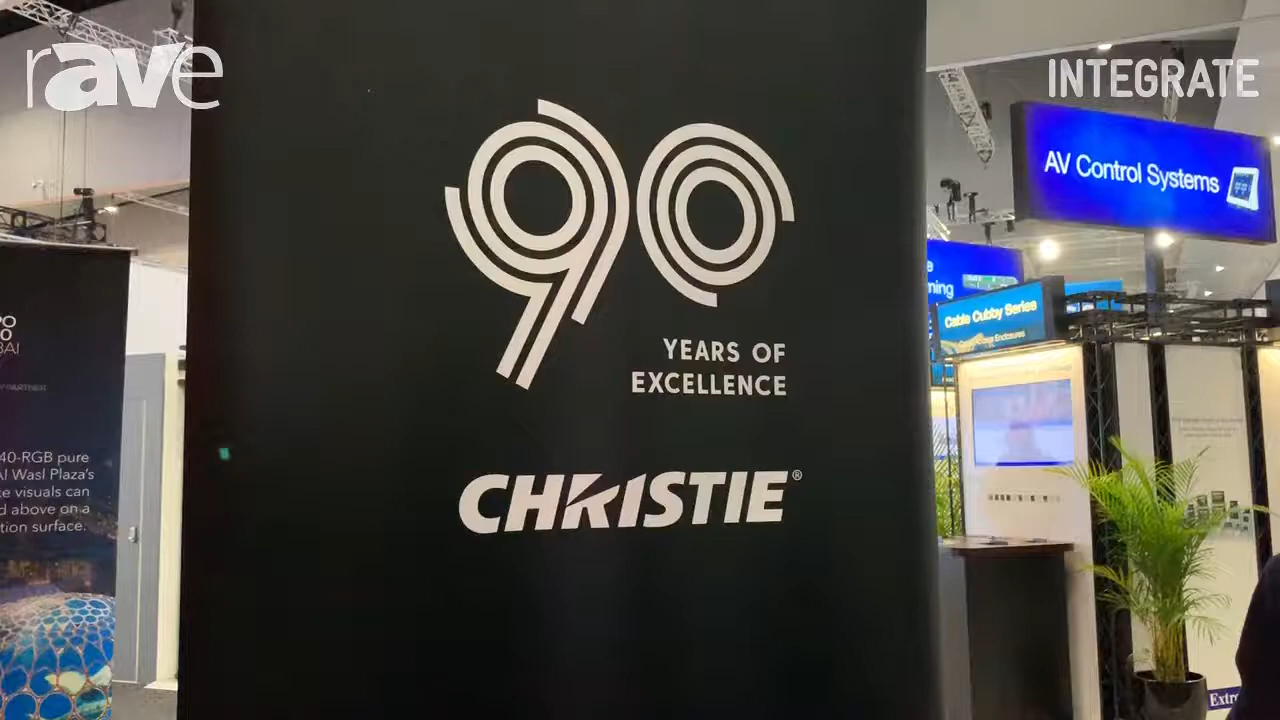 rAVe
INTEGRATE
90
YEARS OF
EXCELLENCE
CHRISTIE®
AV Control Systems
Cable Cubby Series
40-RGB pure
Al Wasl Plaza's
visuals can
above on a
surface.